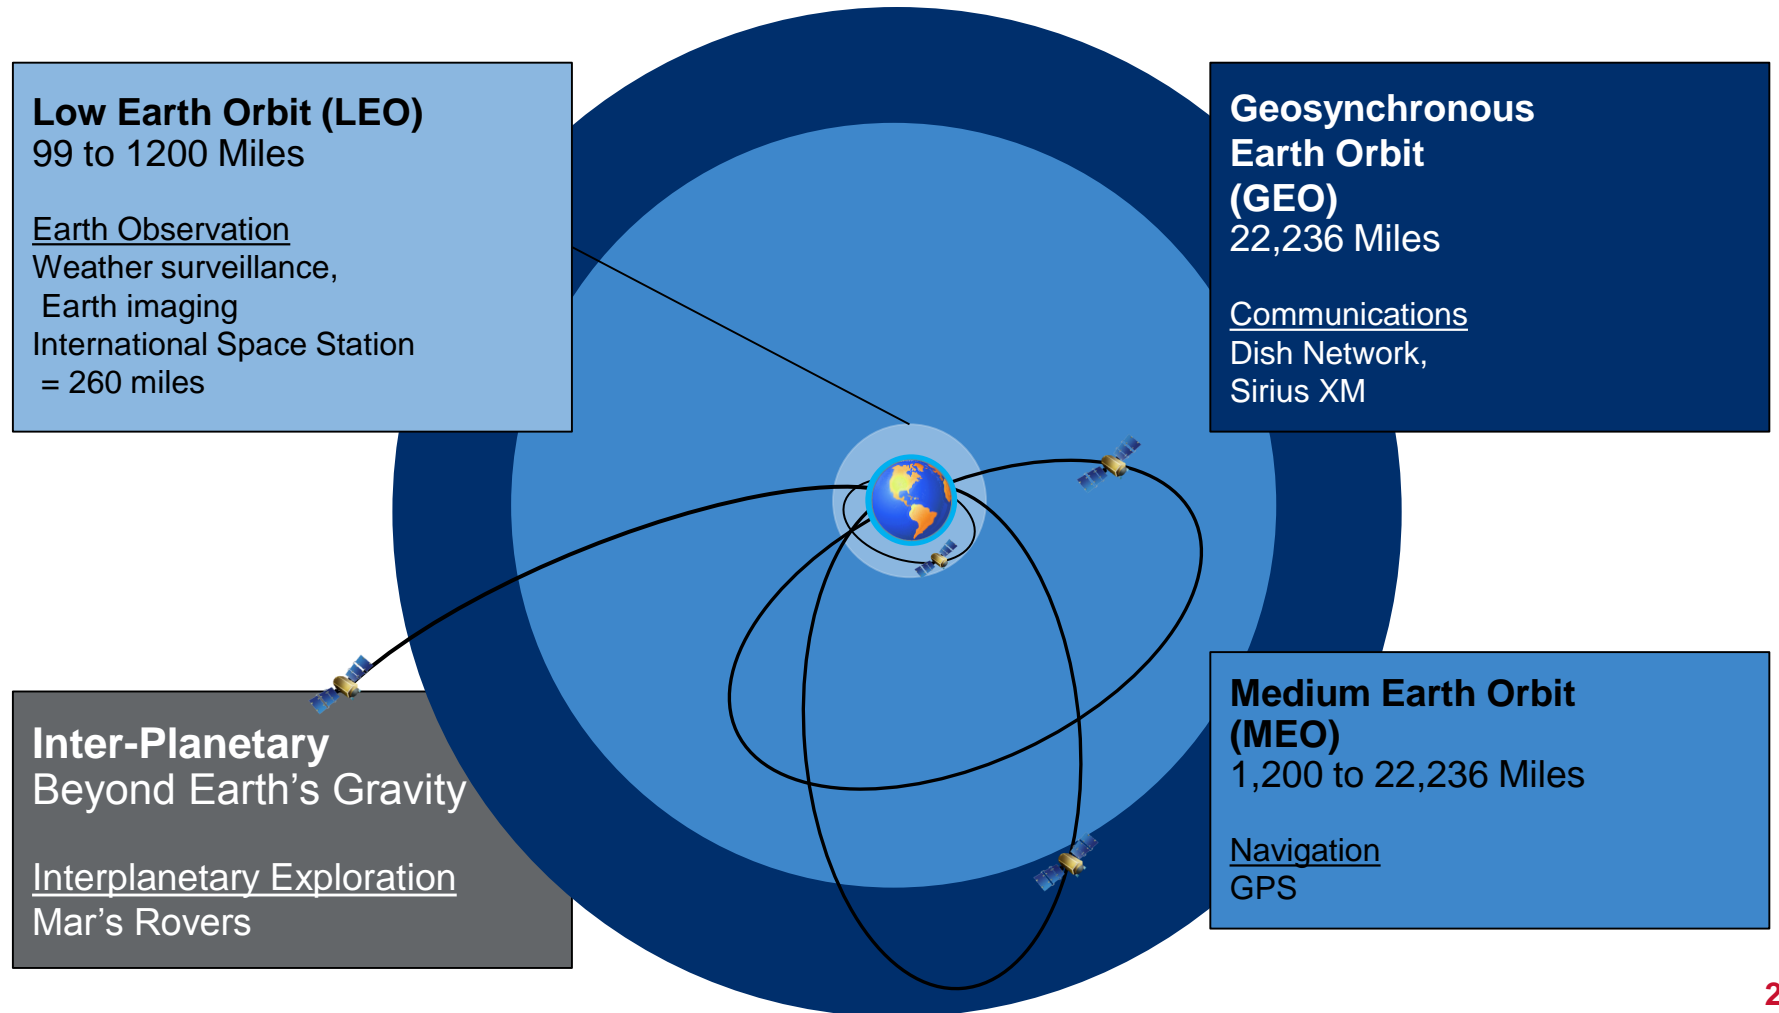 Low Earth Orbit (LEO)
99 to 1200 Miles
Earth Observation
Weather surveillance,
Earth imaging
International Space Station
= 260 miles
Geosynchronous
Earth Orbit
(GEO)
22,236 Miles
Communications
Dish Network,
Sirius XM
Inter-Planetary
Beyond Earth’s Gravity
Interplanetary Exploration
Mar’s Rovers
Medium Earth Orbit
(MEO)
1,200 to 22,236 Miles
Navigation
GPS
2